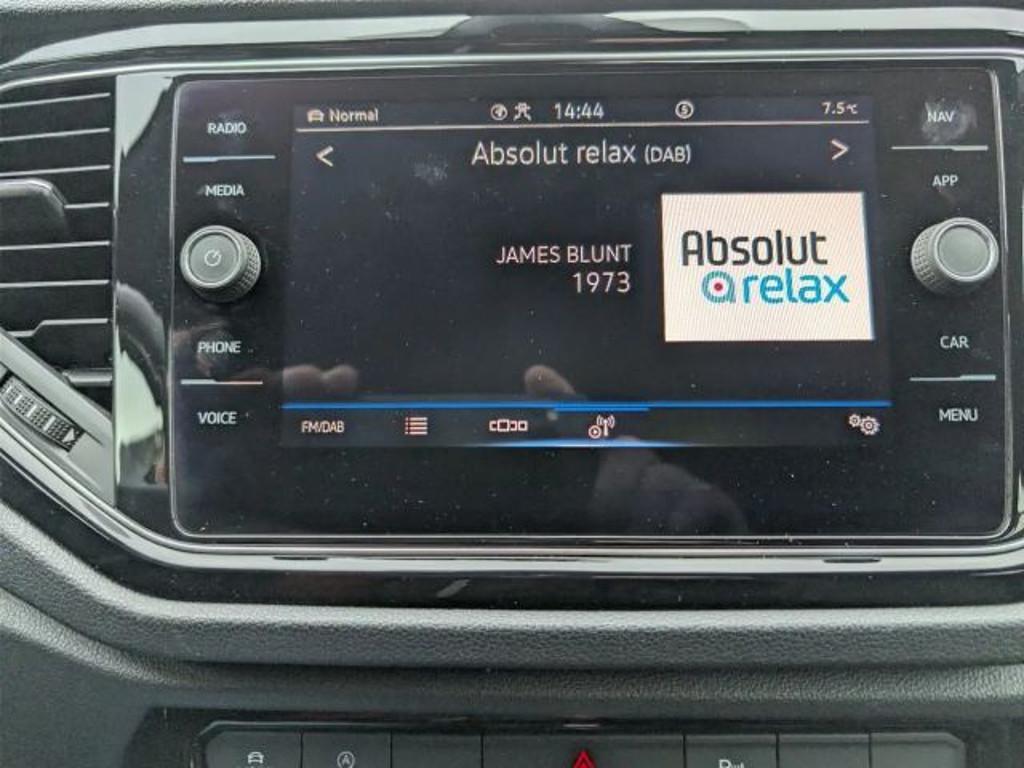 Normal 14:44 5 7.5°C
< Absolut relax (DAB) >
RADIO
MEDIA
PHONE
VOICE
JAMES BLUNT
1973
Absolut
relax
FM/DAB
NAV
APP
CAR
MENU
A
P